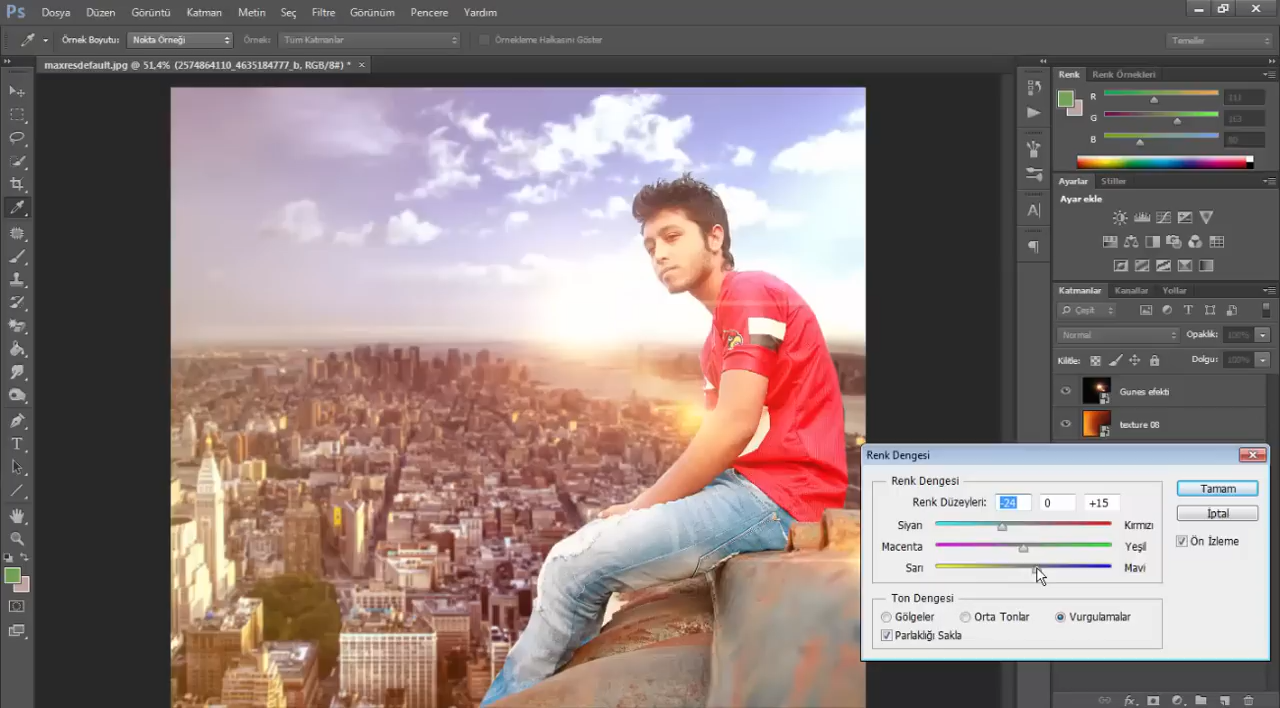 Ps Dosya Düzen Görüntü Katman Metin Seç Filtre Görünüm Pencere Yardım
Örnek Boyutu: Nokta Örneği Örnek: Tüm Katmanlar Örnekleme Halkasını Göster Temeller
maxresdefault.jpg @ 51,4% (2574864110_4635184777_b, RGB/8#) * ×
Renk Renk Örnekleri
R
G 163
B 80
Ayarlar Stiller
Ayar ekle
Katmanlar Kanallar Yollar
Çeşit
Normal Opaklık: 100%
Kilitle: Dolgu: 100%
Gunes efekti
texture 08
Renk Dengesi
Renk Dengesi
Renk Düzeyleri: -24 0 +15
Siyan Kırmızı
Macenta Yeşil
Sarı Mavi
Tamam
İptal
Ön İzleme
Ton Dengesi
Gölgeler Orta Tonlar Vurgulamalar
Parlaklığı Sakla